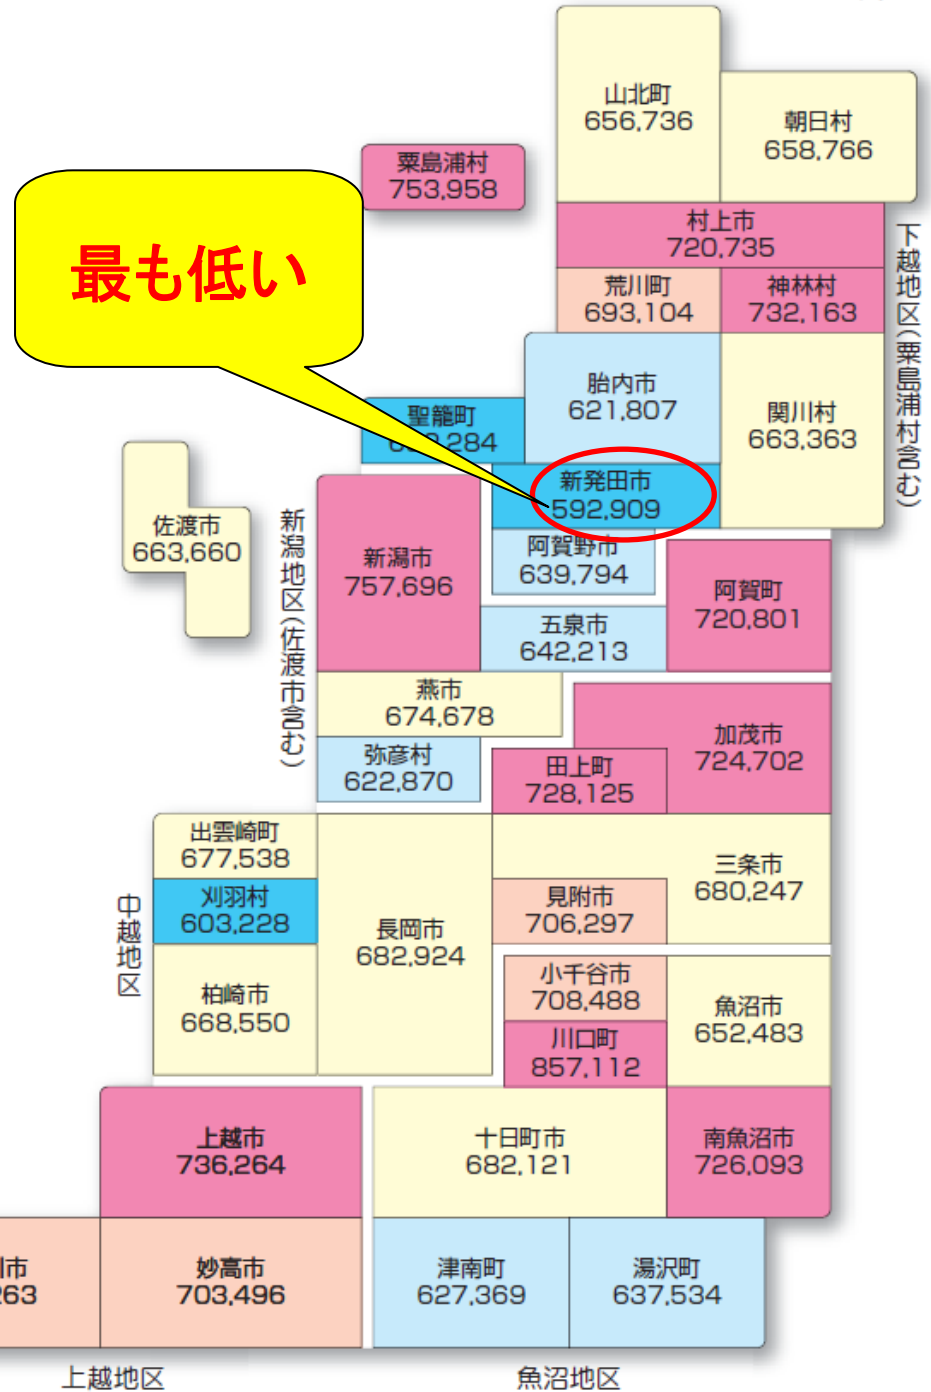 山北町
656,736
朝日村
658,766
粟島浦村
753,958
最も低い
村上市
720,735
荒川町
693,104
神林村
732,163
下越地区(粟島浦村含む)
胎内市
621,807
関川村
663,363
聖籠町
284
新発田市
592,909
佐渡市
663,660
新潟地区(佐渡市含む)
新潟市
757,696
阿賀野市
639,794
阿賀町
720,801
五泉市
642,213
燕市
674,678
弥彦村
622,870
加茂市
724,702
田上町
728,125
出雲崎町
677,538
刈羽村
603,228
中越地区
柏崎市
668,550
長岡市
682,924
三条市
680,247
見附市
706,297
小千谷市
708,488
川口町
857,112
魚沼市
652,483
上越市
736,264
十日町市
682,121
南魚沼市
726,093
市
263
妙高市
703,496
津南町
627,369
湯沢町
637,534
上越地区
魚沼地区